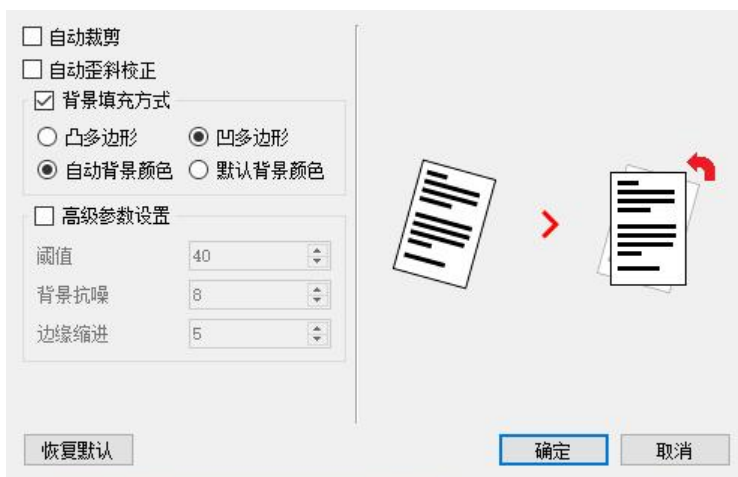 自动裁剪
自动歪斜校正
背景填充方式
凸多边形 凹多边形
自动背景颜色 默认背景颜色
高级参数设置
阈值 40
背景抗噪 8
边缘缩进 5
恢复默认 确定 取消